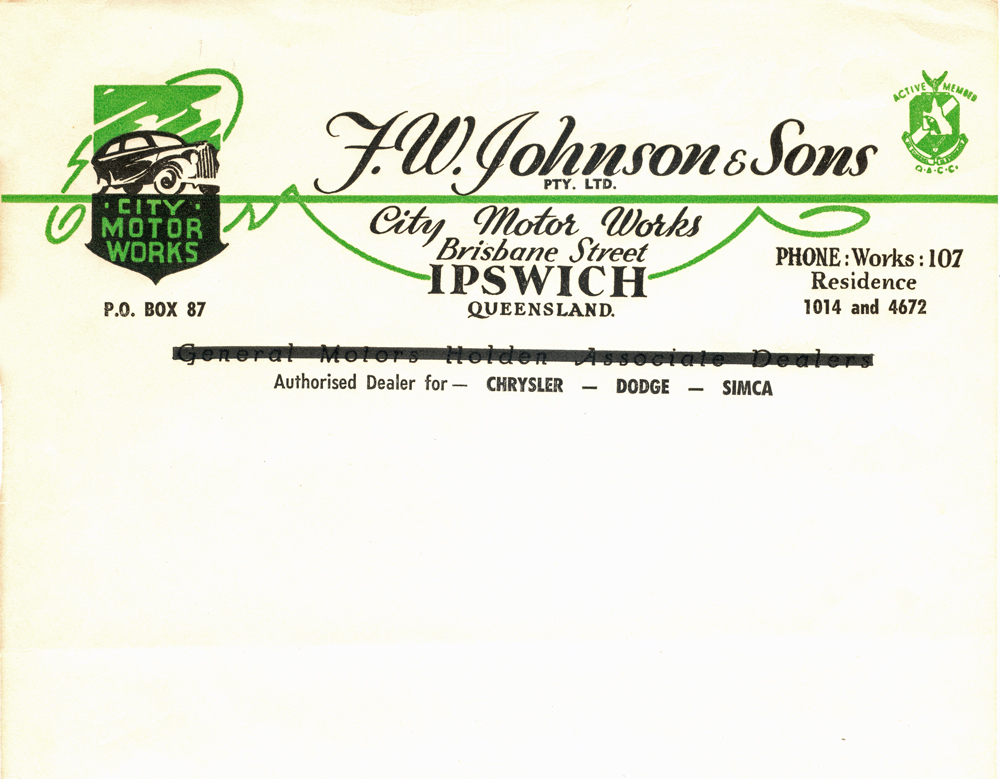 ACTIVE MEMBER
Q·A·C·C·
F. W. Johnson & Sons
PTY. LTD.
· CITY ·
MOTOR
WORKS
P.O. BOX 87
City Motor Works
Brisbane Street
IPSWICH
QUEENSLAND.
PHONE: Works: 107
Residence
1014 and 4672
General Motors Holden Associate Dealers
Authorised Dealer for — CHRYSLER — DODGE — SIMCA